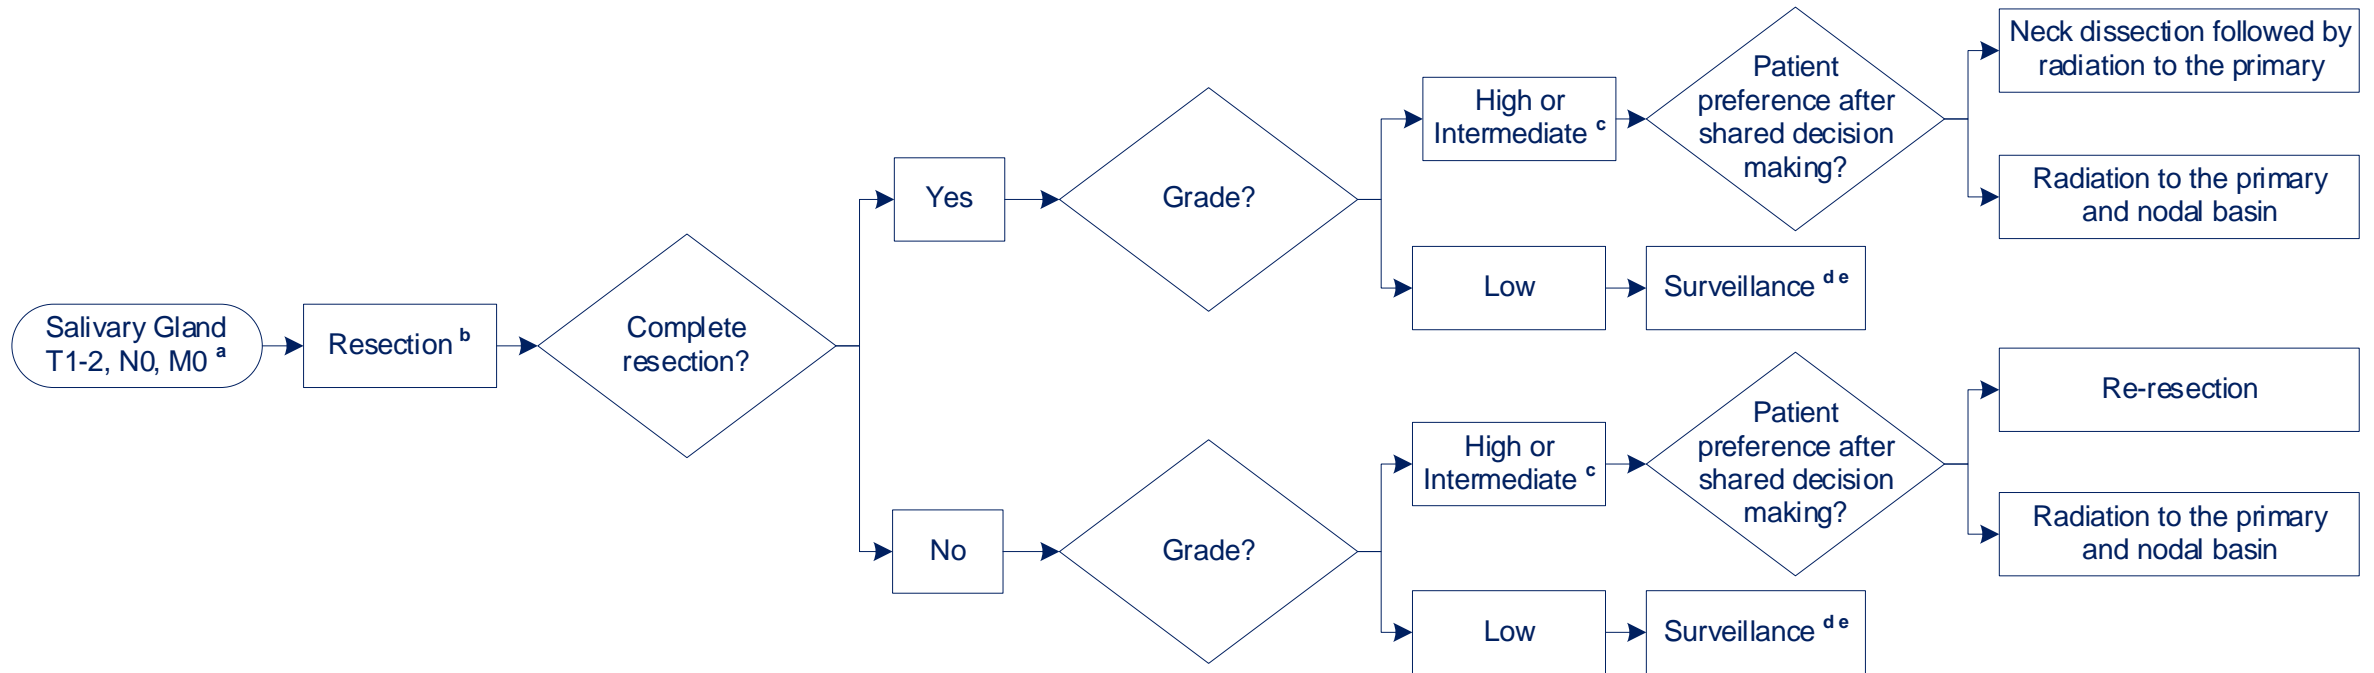 Salivary Gland
T1-2, N0, M0 a
Resection b
Complete
resection?
Yes
Grade?
High or
Intermediate c
Patient
preference after
shared decision
making?
Neck dissection followed by
radiation to the primary
Radiation to the primary
and nodal basin
Low
Surveillance d e
No
Grade?
High or
Intermediate c
Patient
preference after
shared decision
making?
Re-resection
Radiation to the primary
and nodal basin
Low
Surveillance d e